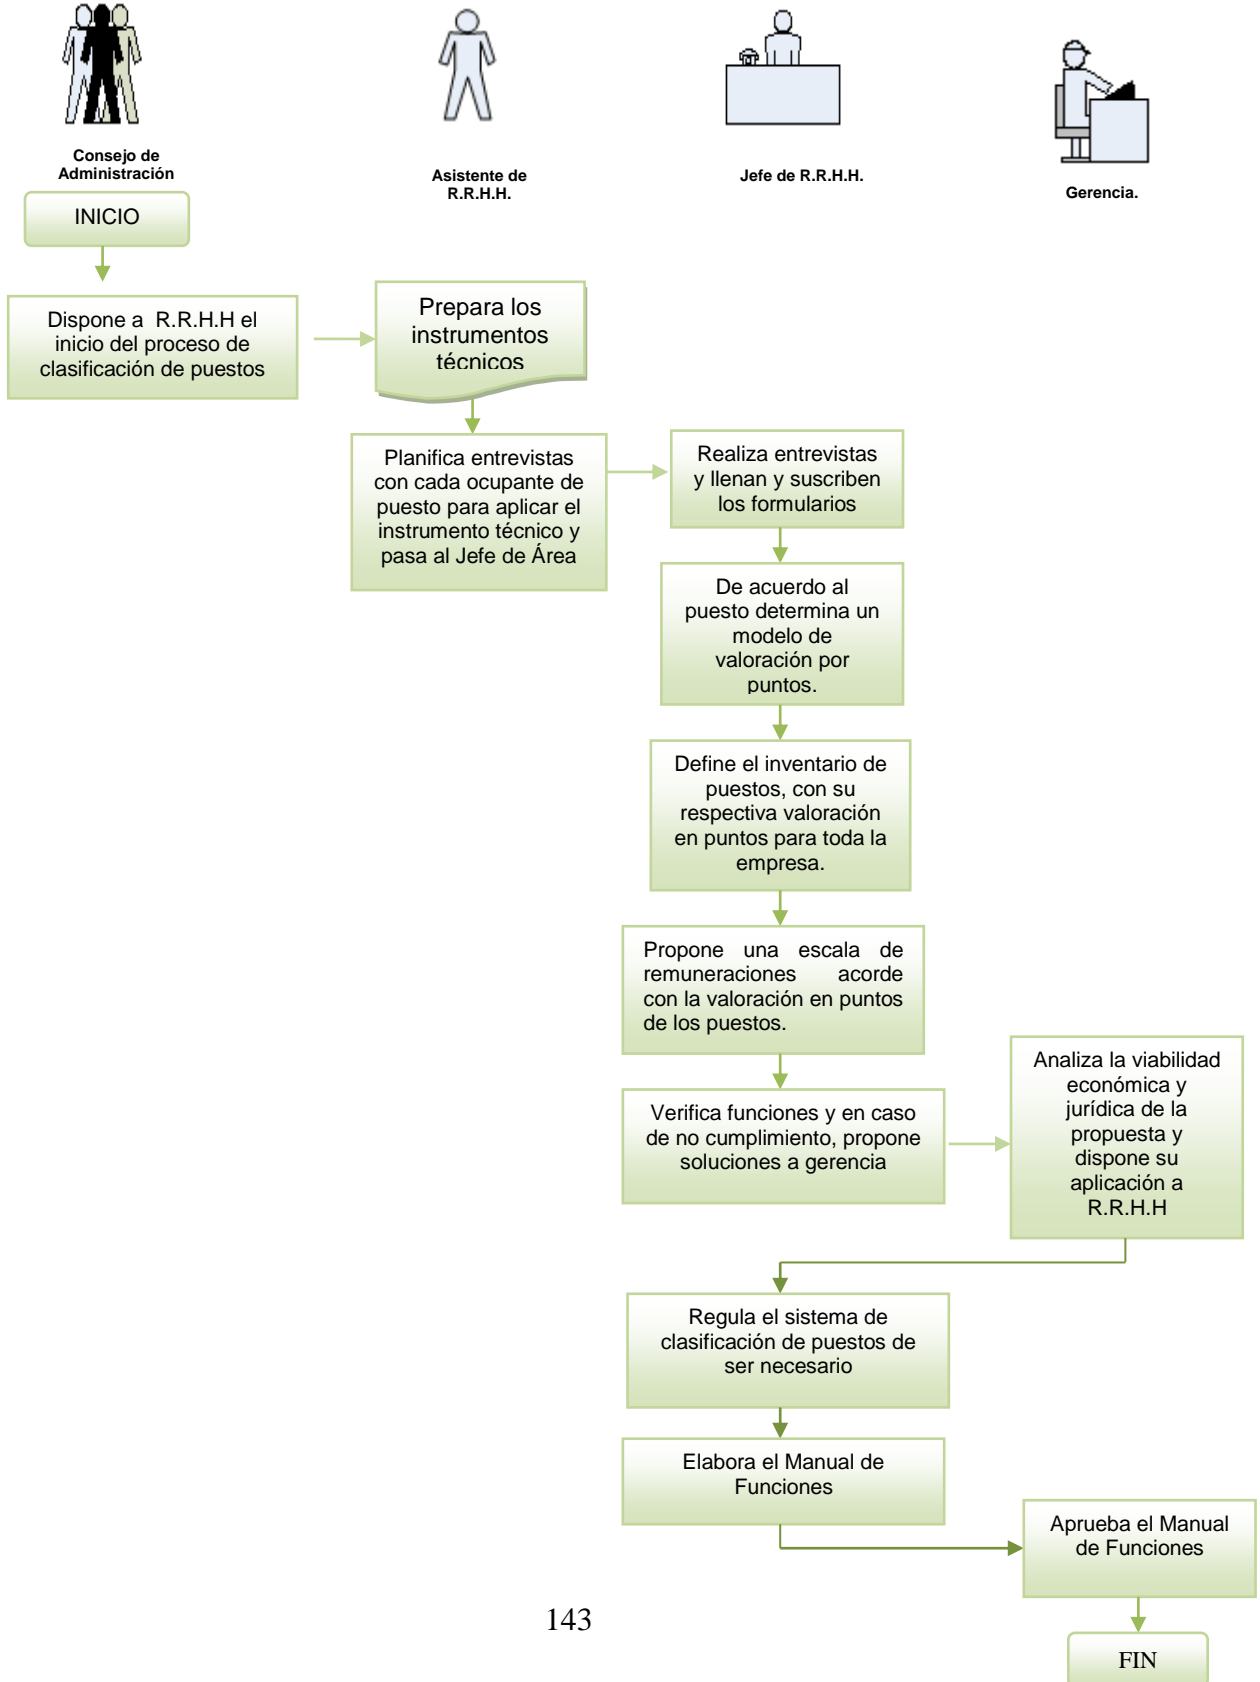 Consejo de
Administración
Asistente de
R.R.H.H.
Jefe de R.R.H.H.
Gerencia.
INICIO
Dispone a R.R.H.H el
inicio del proceso de
clasificación de puestos
Prepara los
instrumentos
técnicos
Planifica entrevistas
con cada ocupante de
puesto para aplicar el
instrumento técnico y
pasa al Jefe de Área
Realiza entrevistas
y llenan y suscriben
los formularios
De acuerdo al
puesto determina un
modelo de
valoración por
puntos.
Define el inventario de
puestos, con su
respectiva valoración
en puntos para toda la
empresa.
Propone una escala de
remuneraciones acorde
con la valoración en puntos
de los puestos.
Verifica funciones y en caso
de no cumplimiento, propone
soluciones a gerencia
Analiza la viabilidad
económica y
jurídica de la
propuesta y
dispone su
aplicación a
R.R.H.H
Regula el sistema de
clasificación de puestos de
ser necesario
Elabora el Manual de
Funciones
Aprueba el Manual
de Funciones
FIN
143